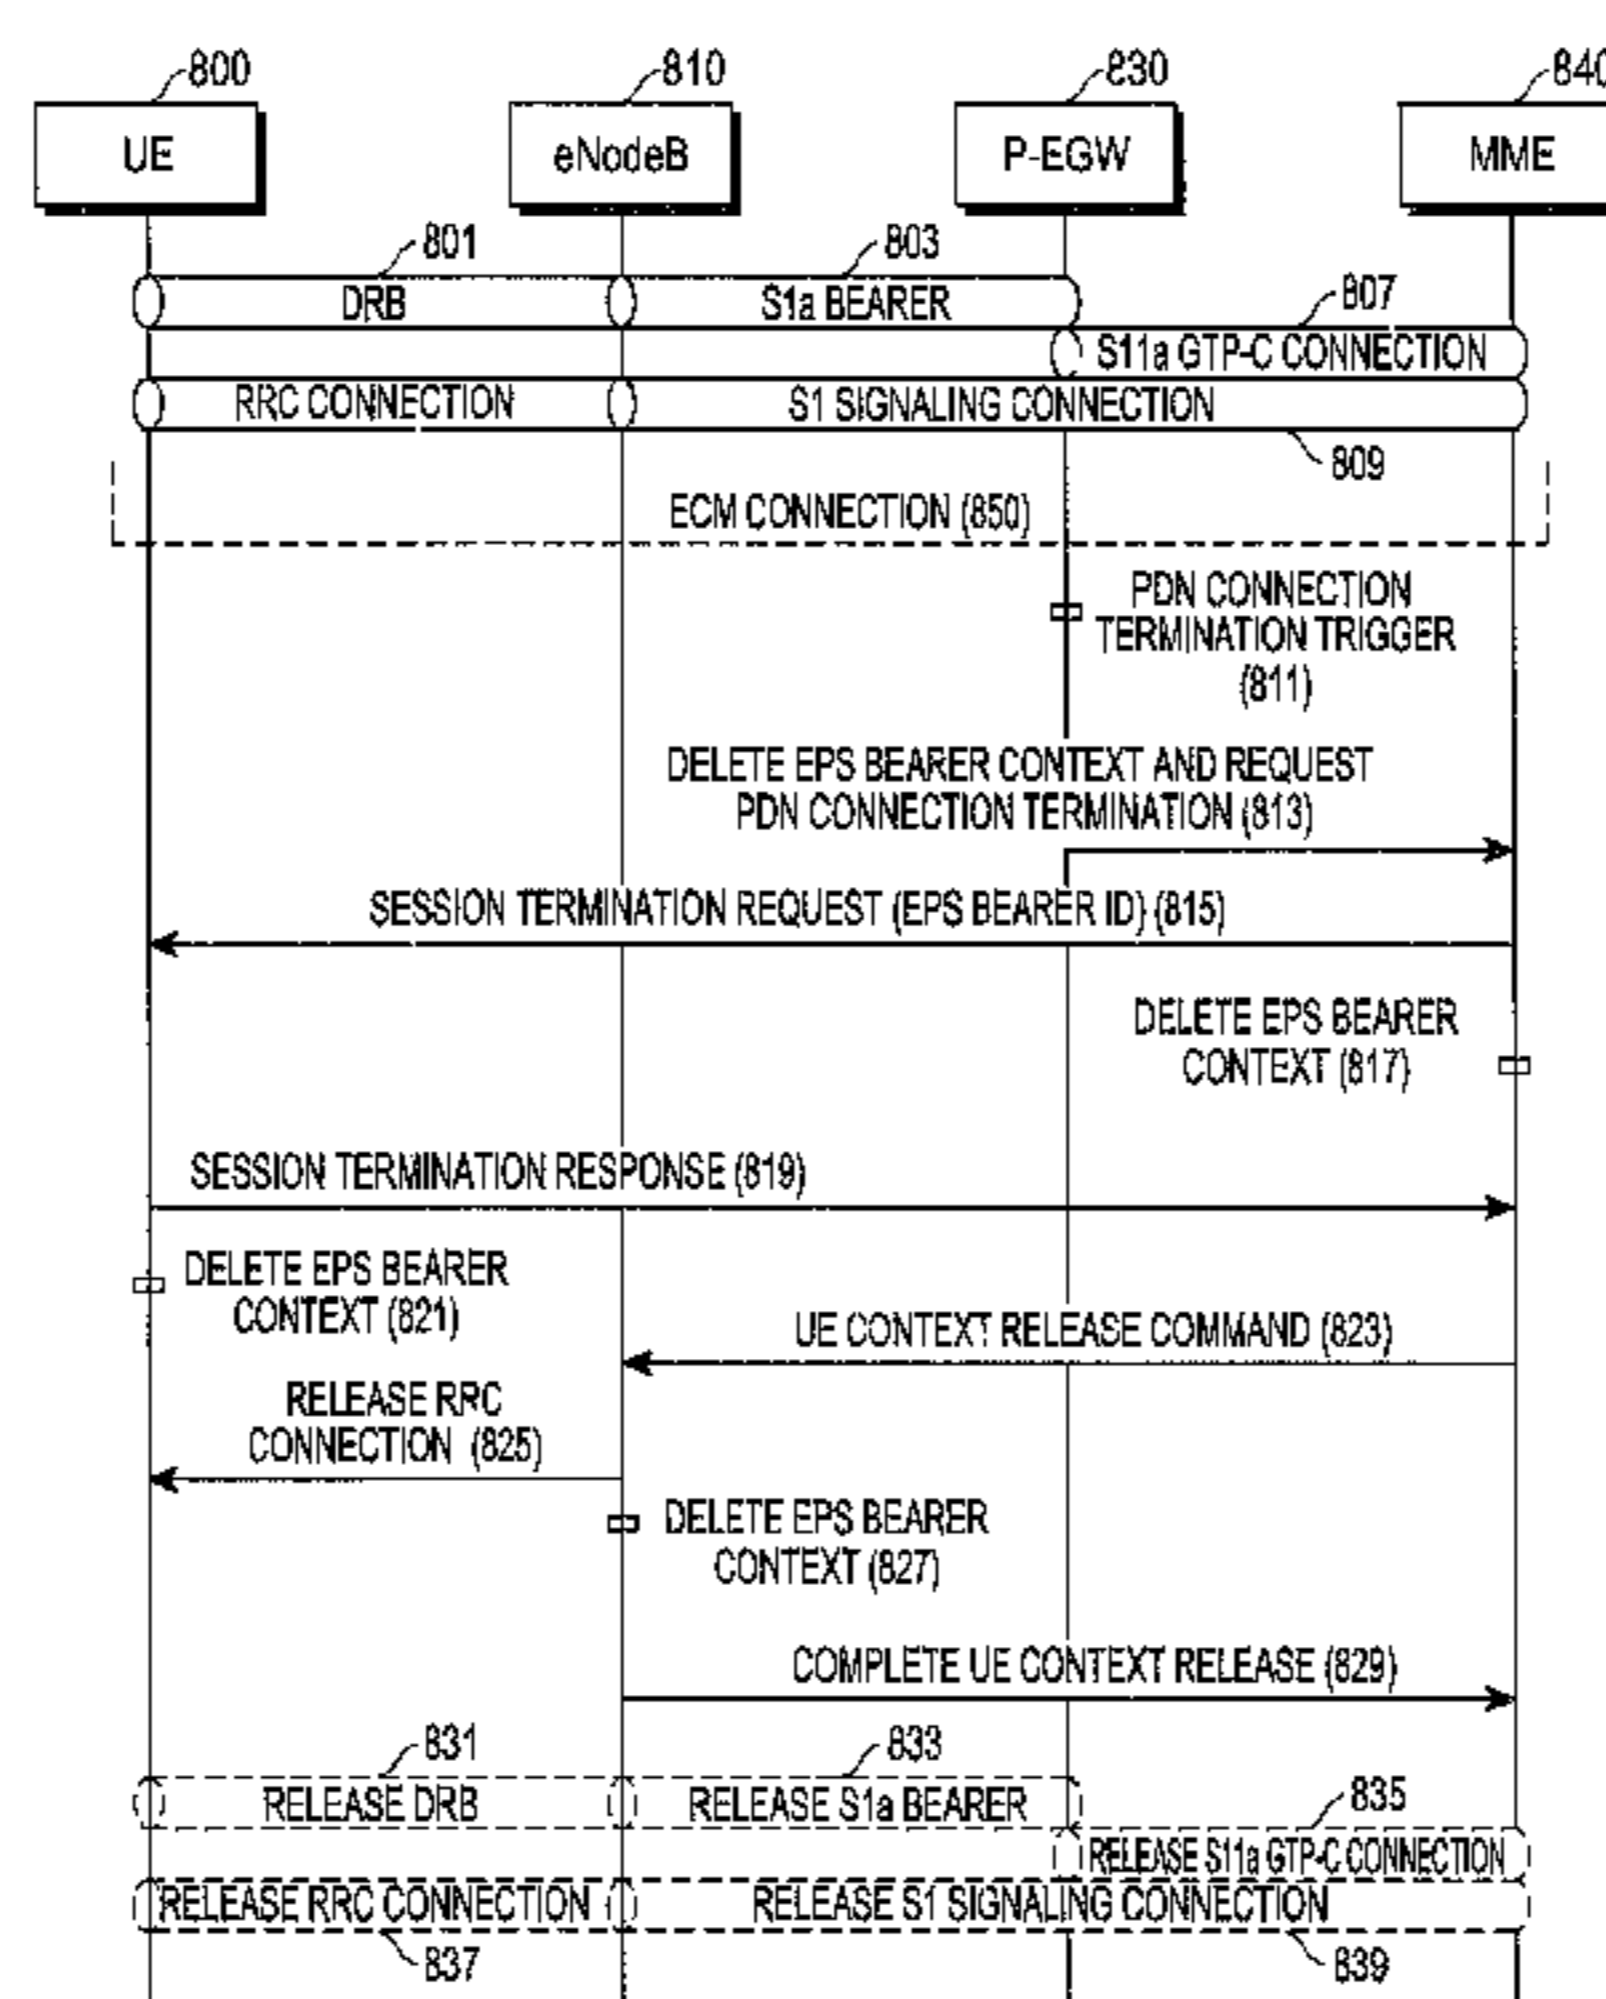 800
810
830
840
UE
eNodeB
P-EGW
MME
801
803
807
DRB
S1a BEARER
S11a GTP-C CONNECTION
RRC CONNECTION
S1 SIGNALING CONNECTION
809
ECM CONNECTION (850)
PDN CONNECTION
TERMINATION TRIGGER
(811)
DELETE EPS BEARER CONTEXT AND REQUEST
PDN CONNECTION TERMINATION (813)
SESSION TERMINATION REQUEST (EPS BEARER ID) (815)
DELETE EPS BEARER
CONTEXT (817)
SESSION TERMINATION RESPONSE (819)
DELETE EPS BEARER
CONTEXT (821)
UE CONTEXT RELEASE COMMAND (823)
RELEASE RRC
CONNECTION (825)
DELETE EPS BEARER
CONTEXT (827)
COMPLETE UE CONTEXT RELEASE (829)
831
833
835
RELEASE DRB
RELEASE S1a BEARER
RELEASE S11a GTP-C CONNECTION
RELEASE RRC CONNECTION
RELEASE S1 SIGNALING CONNECTION
837
839